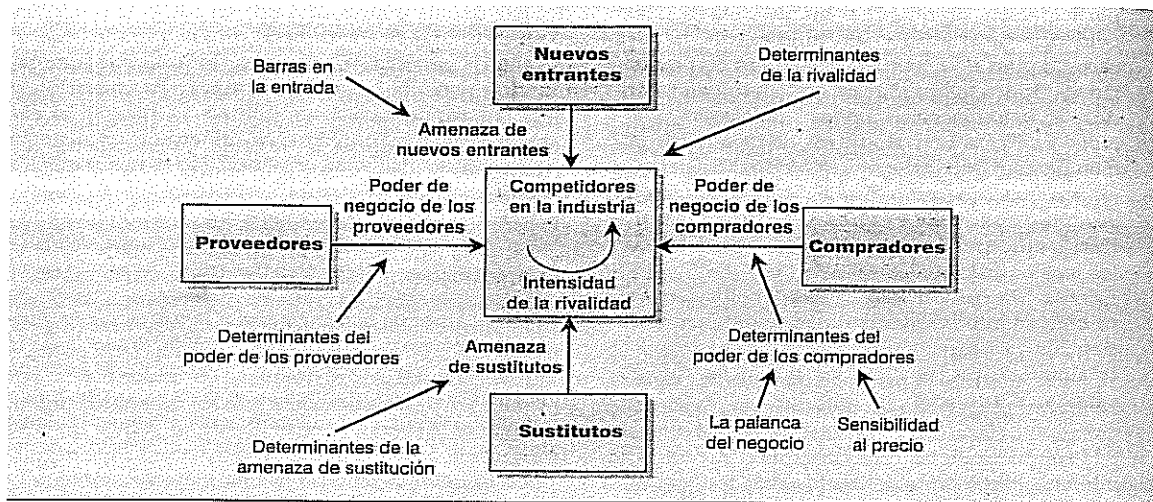 Nuevos
entrantes
Barras en
la entrada
Determinantes
de la rivalidad
Amenaza de
nuevos entrantes
Poder de
negocio de los
proveedores
Competidores
en la industria
Poder de
negocio de los
compradores
Proveedores
Compradores
Intensidad
de la rivalidad
Determinantes del
poder de los proveedores
Amenaza
de sustitutos
Determinantes del
poder de los compradores
Sustitutos
La palanca
del negocio
Sensibilidad
al precio
Determinantes de la
amenaza de sustitución